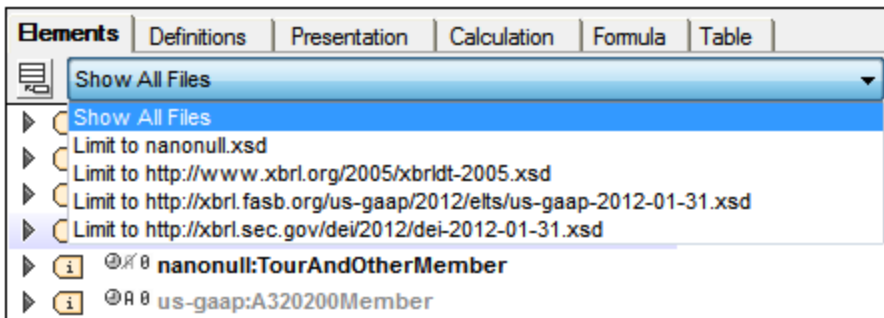 Elements Definitions Presentation Calculation Formula Table
Show All Files
Show All Files
Limit to nanonull.xsd
Limit to http://www.xbrl.org/2005/xbrldt-2005.xsd
Limit to http://xbrl.fasb.org/us-gaap/2012/elts/us-gaap-2012-01-31.xsd
Limit to http://xbrl.sec.gov/dei/2012/dei-2012-01-31.xsd
nanonull:TourAndOtherMember
us-gaap:A320200Member